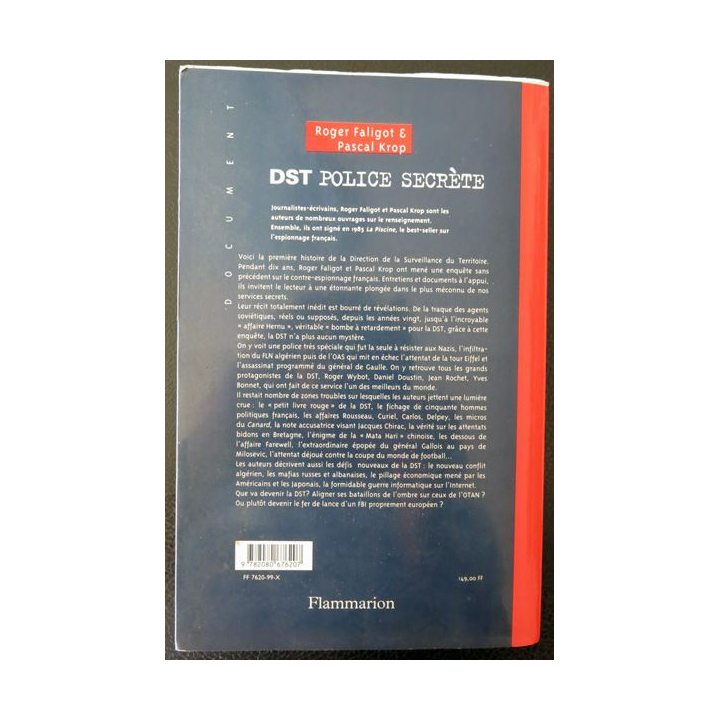 DOCUMENT
Roger Faligot &
Pascal Krop
DST POLICE SECRÈTE
Journalistes-écrivains, Roger Faligot et Pascal Krop sont les
auteurs de nombreux ouvrages sur le renseignement.
Ensemble, ils ont signé en 1985 La Piscine, le best-seller sur
l'espionnage français.
Voici la première histoire de la Direction de la Surveillance du Territoire.
Pendant dix ans, Roger Faligot et Pascal Krop ont mené une enquête sans
précédent sur le contre-espionnage français. Entretiens et documents à l'appui,
ils invitent le lecteur à une étonnante plongée dans le plus méconnu de nos
services secrets.
Leur récit totalement inédit est bourré de révélations. De la traque des agents
soviétiques, réels ou supposés, depuis les années vingt, jusqu'à l'incroyable
« affaire Hernu », véritable « bombe à retardement » pour la DST, grâce à cette
enquête, la DST n'a plus aucun mystère.
On y voit une police très spéciale qui fut la seule à résister aux Nazis, l'infiltra-
tion du FLN algérien puis de l'OAS qui mit en échec l'attentat de la tour Eiffel et
l'assassinat programmé du général de Gaulle. On y retrouve tous les grands
protagonistes de la DST, Roger Wybot, Daniel Doustin, Jean Rochet, Yves
Bonnet, qui ont fait de ce service l'un des meilleurs du monde.
Il restait nombre de zones troubles sur lesquelles les auteurs jettent une lumière
crue : le « petit livre rouge » de la DST, le fichage de cinquante hommes
politiques français, les affaires Rousseau, Curiel, Carlos, Delpey, les micros
du Canard, la note accusatrice visant Jacques Chirac, la vérité sur les attentats
bidons en Bretagne, l'énigme de la « Mata Hari » chinoise, les dessous de
l'affaire Farewell, l'extraordinaire épopée du général Gallois au pays de
Milosevic, l'attentat déjoué contre la coupe du monde de football...
Les auteurs décrivent aussi les défis nouveaux de la DST : le nouveau conflit
algérien, les mafias russes et albanaises, le pillage économique mené par les
Américains et les Japonais, la formidable guerre informatique sur l'Internet.
Que va devenir la DST? Aligner ses bataillons de l'ombre sur ceux de l'OTAN ?
Ou plutôt devenir le fer de lance d'un FBI proprement européen ?
9 782080 676207
FF 7620-99-X
149,00 FF
Flammarion